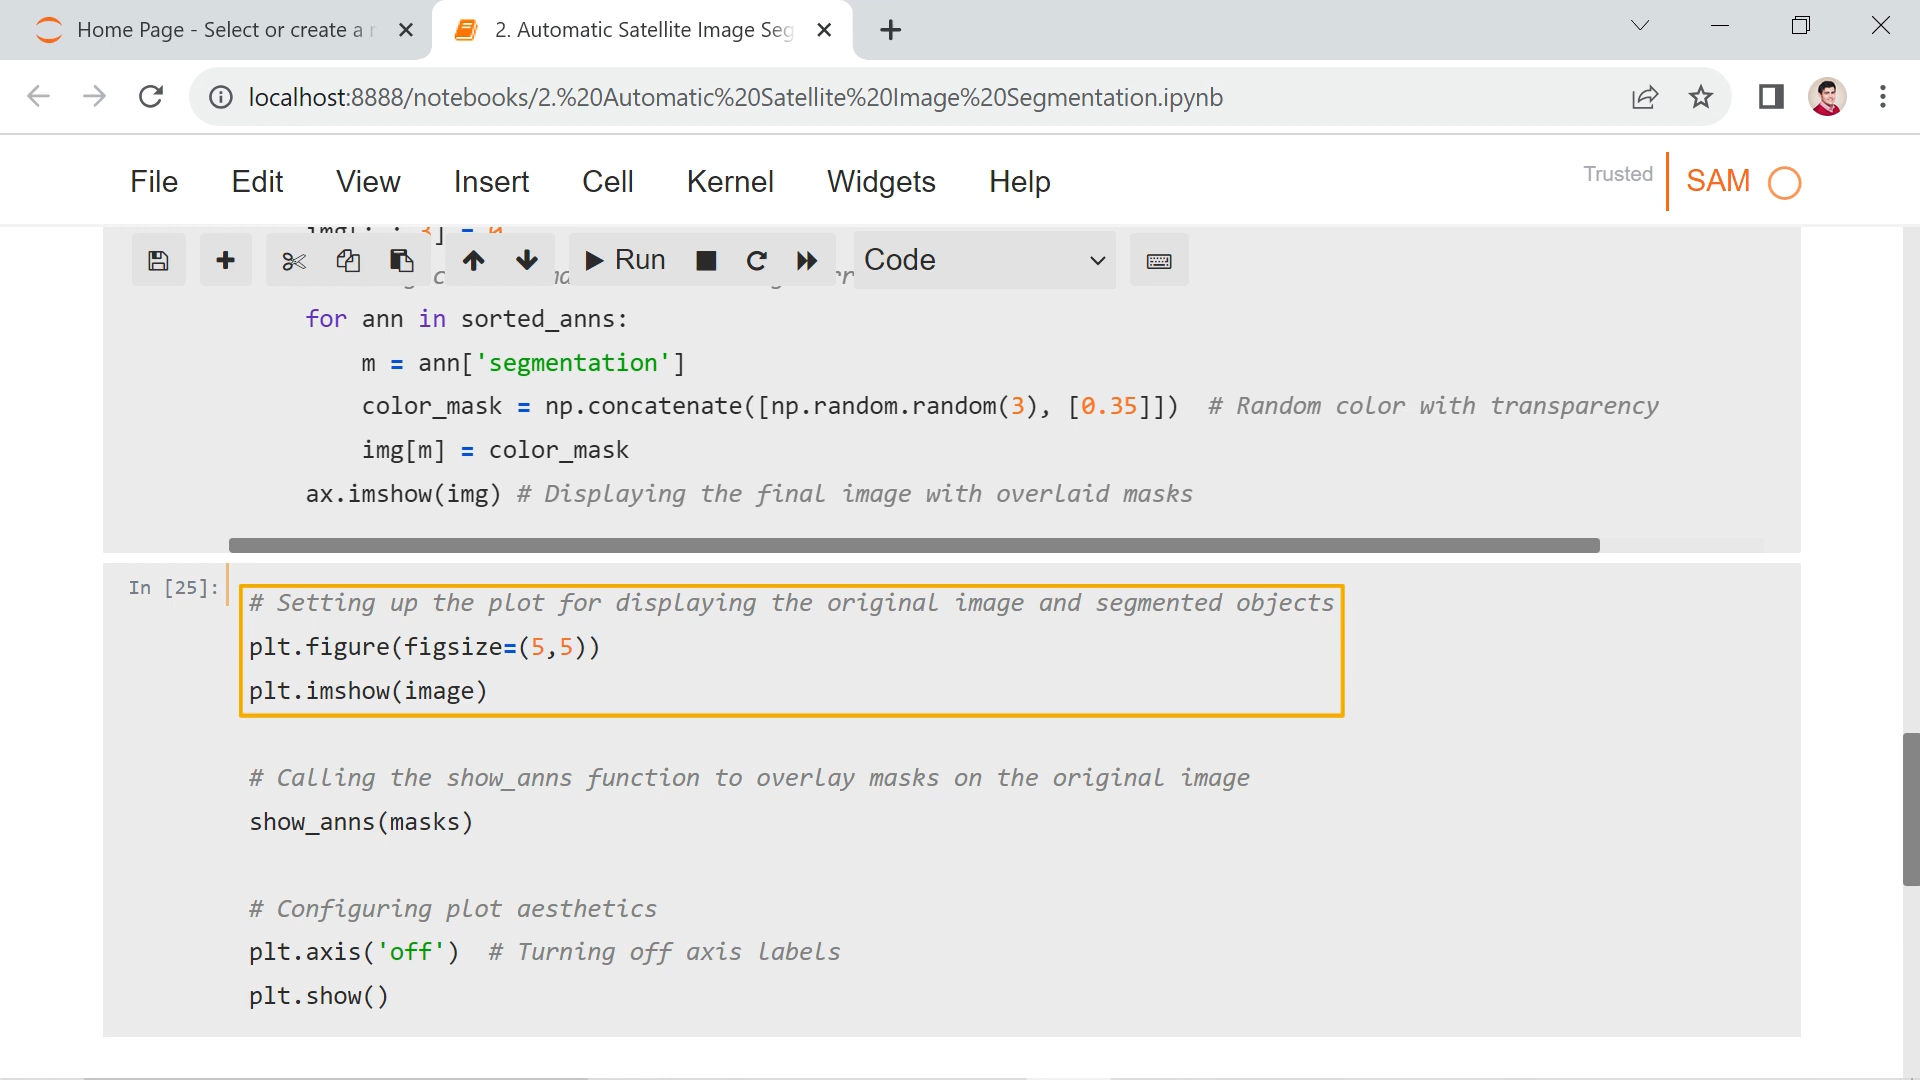 Home Page - Select or create a
2. Automatic Satellite Image Seg
localhost:8888/notebooks/2.%20Automatic%20Satellite%20Image%20Segmentation.ipynb
File Edit View Insert Cell Kernel Widgets Help
Trusted SAM
Run Code
for ann in sorted_anns:
m = ann['segmentation']
color_mask = np.concatenate([np.random.random(3), [0.35]]) # Random color with transparency
img[m] = color_mask
ax.imshow(img) # Displaying the final image with overlaid masks
In [25]:
# Setting up the plot for displaying the original image and segmented objects
plt.figure(figsize=(5,5))
plt.imshow(image)
# Calling the show_anns function to overlay masks on the original image
show_anns(masks)
# Configuring plot aesthetics
plt.axis('off') # Turning off axis labels
plt.show()